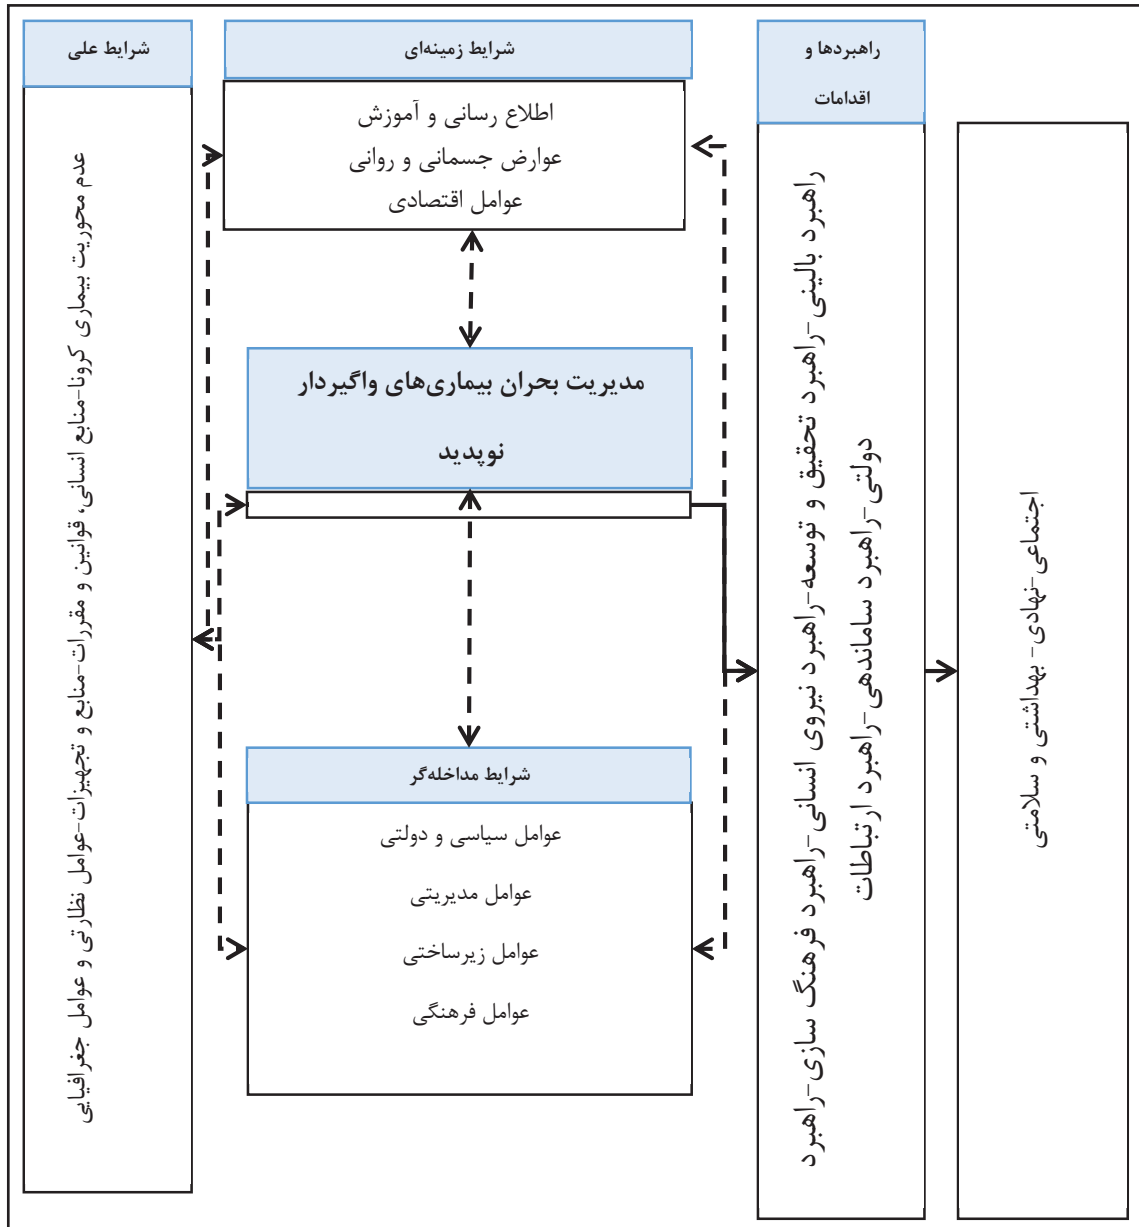 شرایط علی
عدم محوریت بیماری کرونا-منابع انسانی، قوانین و مقررات-منابع و تجهیزات-عوامل نظارتی و عوامل جغرافیایی
شرایط زمینه‌ای
اطلاع رسانی و آموزش
عوارض جسمانی و روانی
عوامل اقتصادی
مدیریت بحران بیماری‌های واگیردار
نوپدید
شرایط مداخله‌گر
عوامل سیاسی و دولتی
عوامل مدیریتی
عوامل زیرساختی
عوامل فرهنگی
راهبردها و
اقدامات
راهبرد بالینی-راهبرد تحقیق و توسعه-راهبرد نیروی انسانی-راهبرد فرهنگ سازی-راهبرد
دولتی-راهبرد ساماندهی-راهبرد ارتباطات
اجتماعی-نهادی- بهداشتی و سلامتی